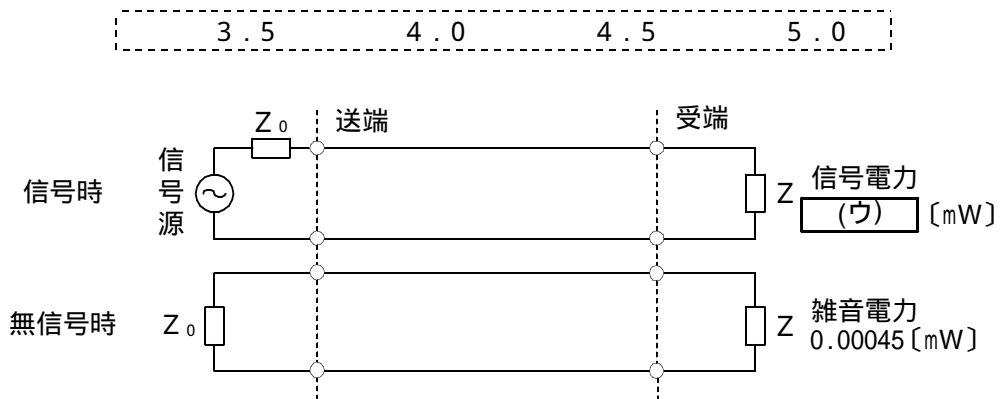 ３．５ ４．０ ４．５ ５．０
Ｚ₀ 送端 受端
信号時 信号源 Ｚ 信号電力
(ウ) 〔mW〕
無信号時 Ｚ₀ Ｚ 雑音電力
0.00045〔mW〕